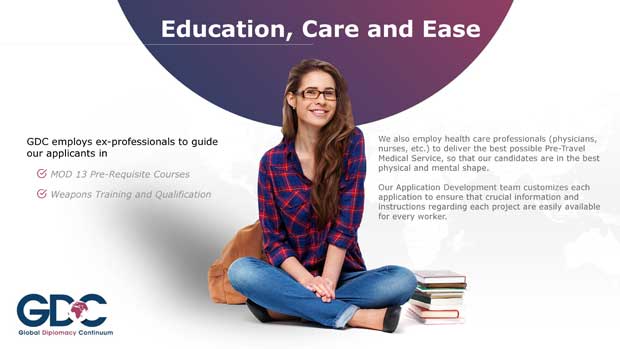 Education, Care and Ease
GDC employs ex-professionals to guide
our applicants in
MOD 13 Pre-Requisite Courses
Weapons Training and Qualification
We also employ health care professionals (physicians,
nurses, etc.) to deliver the best possible Pre-Travel
Medical Service, so that our candidates are in the best
physical and mental shape.
Our Application Development team customizes each
application to ensure that crucial information and
instructions regarding each project are easily available
for every worker.
GDC
Global Diplomacy Continuum